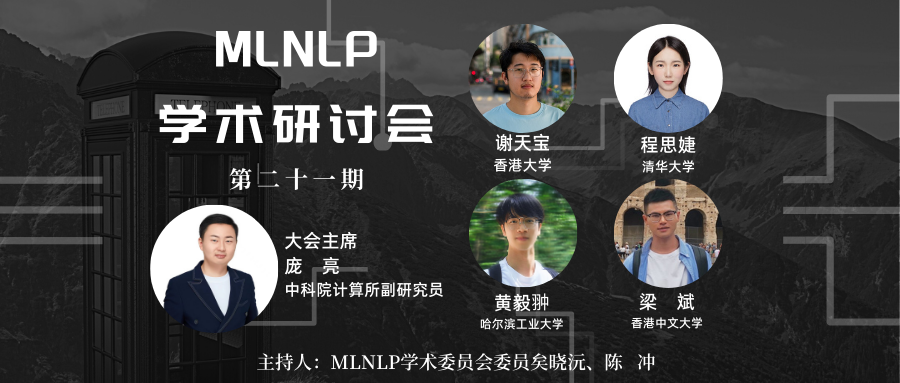 MLNLP
学术研讨会
第二十一期
大会主席
庞 亮
中科院计算所副研究员
谢天宝
香港大学
程思婕
清华大学
黄毅翀
哈尔滨工业大学
梁 斌
香港中文大学
主持人：MLNLP学术委员会委员矣晓沅、陈 冲
TELEPHONE